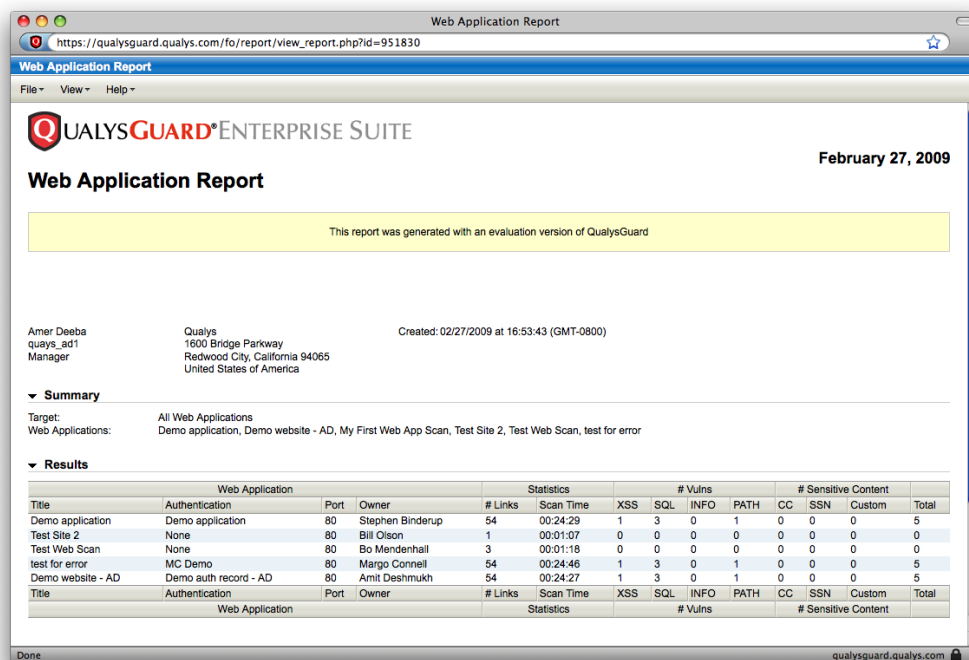 Web Application Report
https://qualysguard.qualys.com/fo/report/view_report.php?id=951830
Web Application Report
File View Help
QUALYSGUARD® ENTERPRISE SUITE
February 27, 2009
Web Application Report
This report was generated with an evaluation version of QualysGuard
Amer Deeba Qualys Created: 02/27/2009 at 16:53:43 (GMT-0800)
quays_ad1 1600 Bridge Parkway
Manager Redwood City, California 94065
United States of America
Summary
Target: All Web Applications
Web Applications: Demo application, Demo website - AD, My First Web App Scan, Test Site 2, Test Web Scan, test for error
Results
Web Application Statistics # Vulns # Sensitive Content
Title Authentication Port Owner # Links Scan Time XSS SQL INFO PATH CC SSN Custom Total
Demo application Demo application 80 Stephen Binderup 54 00:24:29 1 3 0 1 0 0 0 5
Test Site 2 None 80 Bill Olson 1 00:01:07 0 0 0 0 0 0 0 0
Test Web Scan None 80 Bo Mendenhall 3 00:01:18 0 0 0 0 0 0 0 0
test for error MC Demo 80 Margo Connell 54 00:24:46 1 3 0 1 0 0 0 5
Demo website - AD Demo auth record - AD 80 Amit Deshmukh 54 00:24:27 1 3 0 1 0 0 0 5
Title Authentication Port Owner # Links Scan Time XSS SQL INFO PATH CC SSN Custom Total
Web Application Statistics # Vulns # Sensitive Content
Done qualysguard.qualys.com